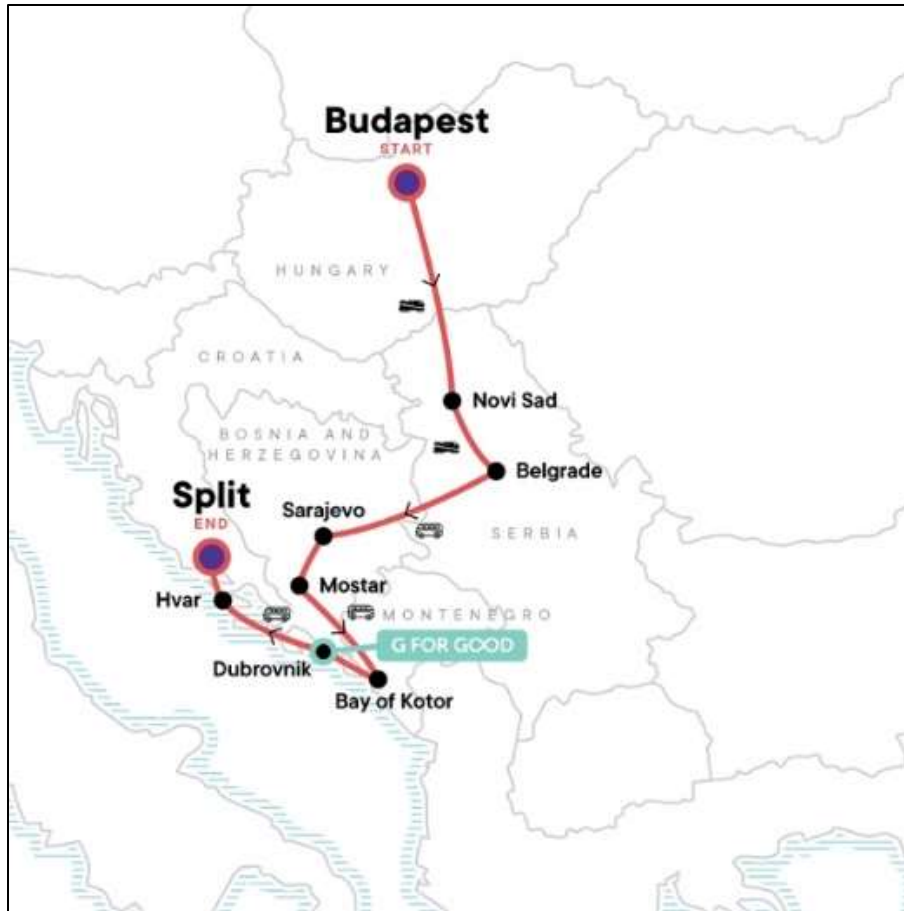 Budapest
START
HUNGARY
CROATIA
Novi Sad
BOSNIA AND
HERZEGOVINA
Belgrade
Split
END
Sarajevo
SERBIA
Mostar
Hvar
MONTENEGRO
G FOR GOOD
Dubrovnik
Bay of Kotor